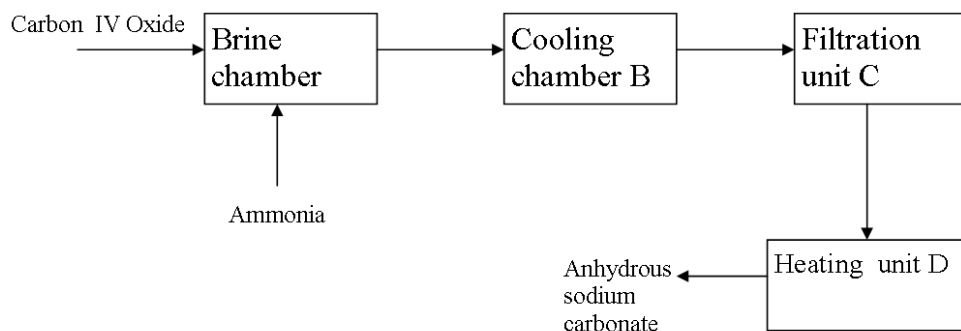 Carbon IV Oxide
Brine
chamber
Cooling
chamber B
Filtration
unit C
Ammonia
Heating unit D
Anhydrous
sodium
carbonate